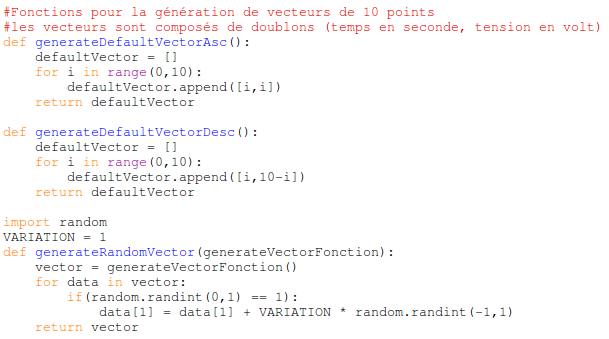 #Fonctions pour la génération de vecteurs de 10 points
#les vecteurs sont composés de doublons (temps en seconde, tension en volt)
def generateDefaultVectorAsc():
    defaultVector = []
    for i in range(0,10):
        defaultVector.append([i,i])
    return defaultVector

def generateDefaultVectorDesc():
    defaultVector = []
    for i in range(0,10):
        defaultVector.append([i,10-i])
    return defaultVector

import random
VARIATION = 1
def generateRandomVector(generateVectorFonction):
    vector = generateVectorFonction()
    for data in vector:
        if(random.randint(0,1) == 1):
            data[1] = data[1] + VARIATION * random.randint(-1,1)
    return vector